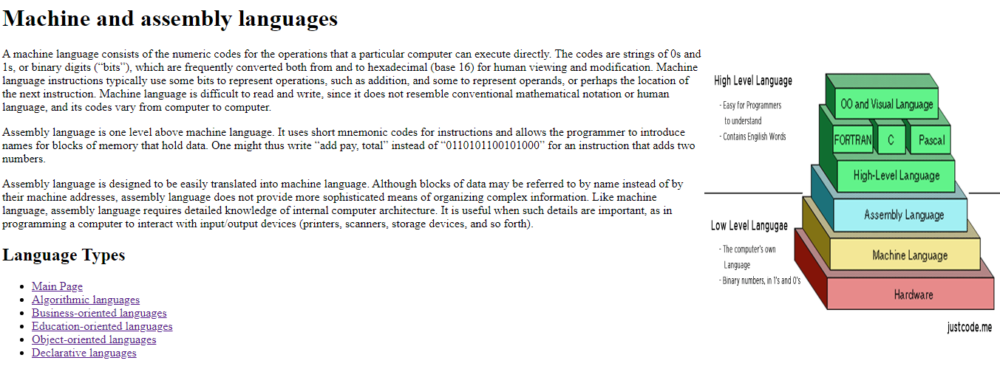 Machine and assembly languages
A machine language consists of the numeric codes for the operations that a particular computer can execute directly. The codes are strings of 0s and
1s, or binary digits (“bits”), which are frequently converted both from and to hexadecimal (base 16) for human viewing and modification. Machine
language instructions typically use some bits to represent operations, such as addition, and some to represent operands, or perhaps the location of
the next instruction. Machine language is difficult to read and write, since it does not resemble conventional mathematical notation or human
language, and its codes vary from computer to computer.
Assembly language is one level above machine language. It uses short mnemonic codes for instructions and allows the programmer to introduce
names for blocks of memory that hold data. One might thus write “add pay, total” instead of “0110101100101000” for an instruction that adds two
numbers.
Assembly language is designed to be easily translated into machine language. Although blocks of data may be referred to by name instead of by
their machine addresses, assembly language does not provide more sophisticated means of organizing complex information. Like machine
language, assembly language requires detailed knowledge of internal computer architecture. It is useful when such details are important, as in
programming a computer to interact with input/output devices (printers, scanners, storage devices, and so forth).
Language Types
Main Page
Algorithmic languages
Business-oriented languages
Education-oriented languages
Object-oriented languages
Declarative languages
High Level Language
- Easy for Programmers
to understand
- Contains Engilish Words
Low Level Langugae
- The computer's own
Language
- Binary numbers, in 1's and 0's
OO and Visual Language
FORTRAN
C
Pascal
High-Level Language
Assembly Language
Machine Language
Hardware
justcode.me